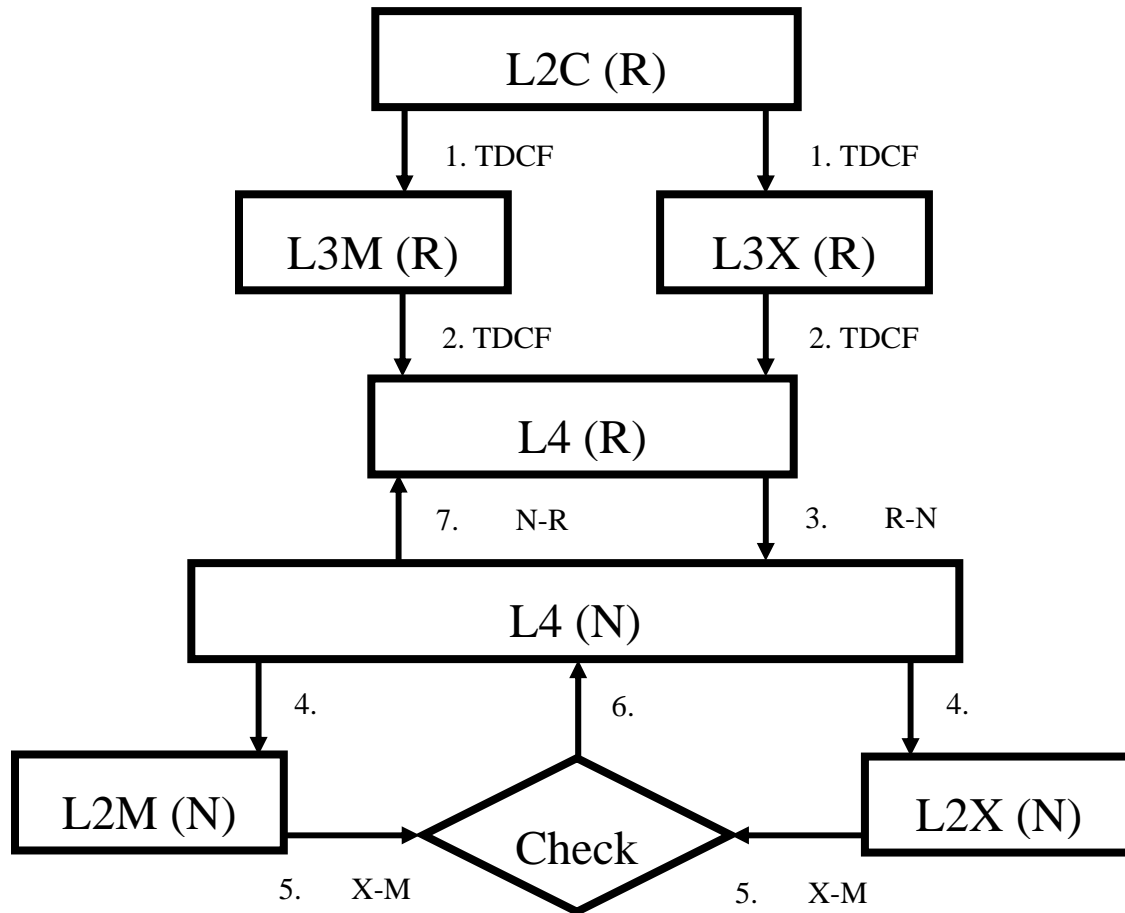 L2C (R)
1. TDCF
1. TDCF
L3M (R)
L3X (R)
2. TDCF
2. TDCF
L4 (R)
7. N-R
3. R-N
L4 (N)
4.
6.
4.
L2M (N)
Check
L2X (N)
5. X-M
5. X-M